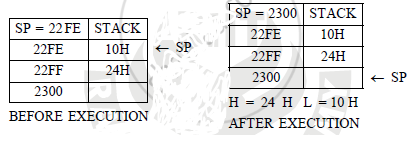 SP = 22FE STACK
22FE 10H ← SP
22FF 24H
2300
BEFORE EXECUTION
SP = 2300 STACK
22FE 10H
22FF 24H
2300 ← SP
H = 24 H L = 10 H
AFTER EXECUTION